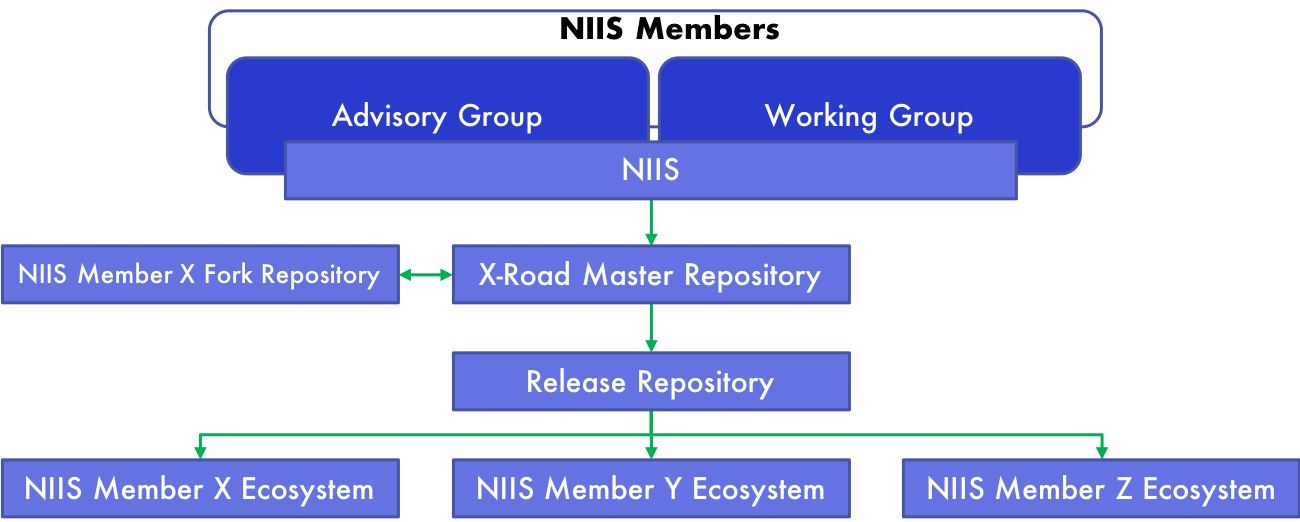 NIIS Members
Advisory Group
Working Group
NIIS
NIIS Member X Fork Repository
X-Road Master Repository
Release Repository
NIIS Member X Ecosystem
NIIS Member Y Ecosystem
NIIS Member Z Ecosystem